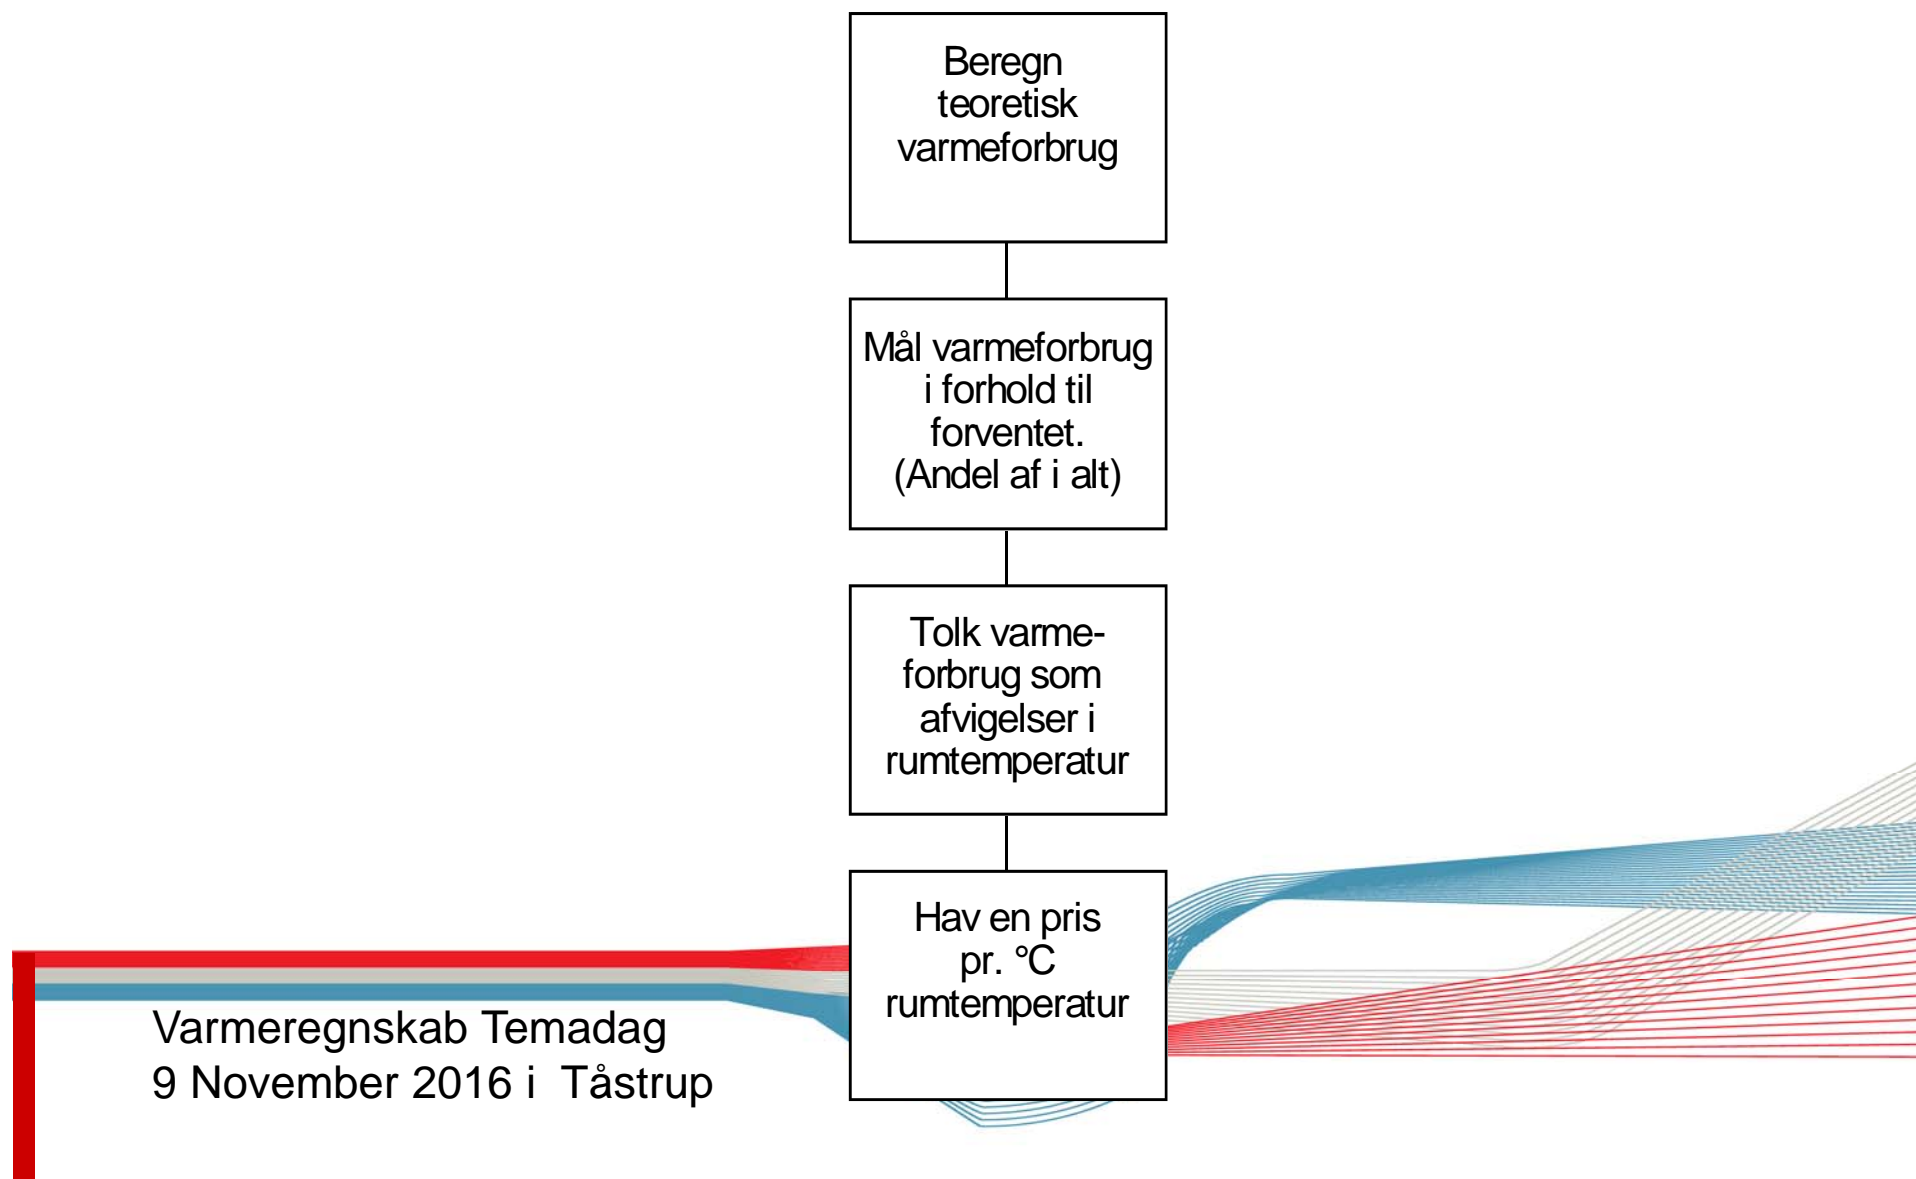 Beregn
teoretisk
varmeforbrug
Mål varmeforbrug
i forhold til
forventet.
(Andel af i alt)
Tolk varme-
forbrug som
afvigelser i
rumtemperatur
Hav en pris
pr. °C
rumtemperatur
Varmeregnskab Temadag
9 November 2016 i Tåstrup